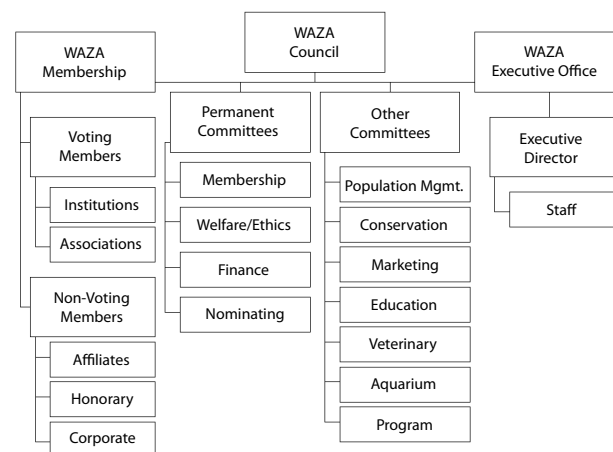 WAZA
Membership
WAZA
Council
WAZA
Executive Office
Voting
Members
Institutions
Associations
Non-Voting
Members
Affiliates
Honorary
Corporate
Permanent
Committees
Membership
Welfare/Ethics
Finance
Nominating
Other
Committees
Population Mgmt.
Conservation
Marketing
Education
Veterinary
Aquarium
Program
Executive
Director
Staff